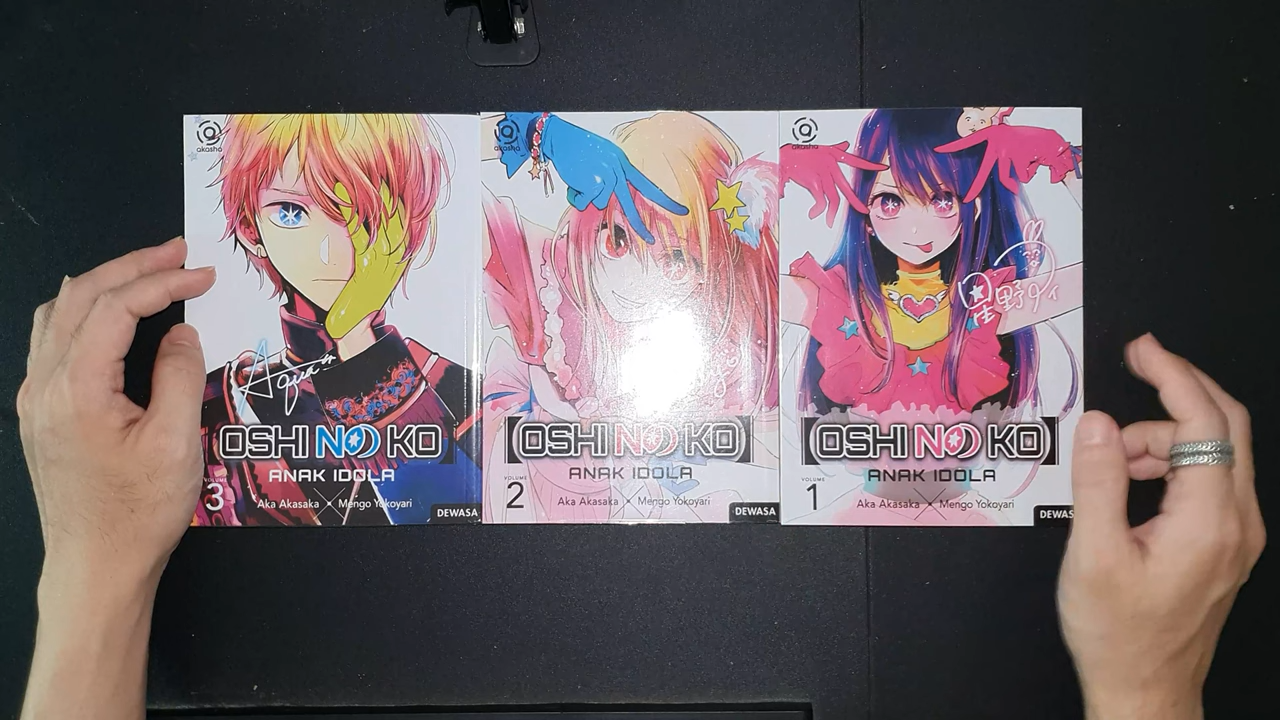 akasha
Aqua
OSHI NO KO
ANAK IDOLA
VOLUME
3
Aka Akasaka × Mengo Yokoyari
DEWASA
akasha
[OSHI NO KO]
ANAK IDOLA
VOLUME
2
Aka Akasaka × Mengo Yokoyari
DEWASA
akasha
星野アイ
[OSHI NO KO]
ANAK IDOLA
VOLUME
1
Aka Akasaka × Mengo Yokoyari
DEWAS